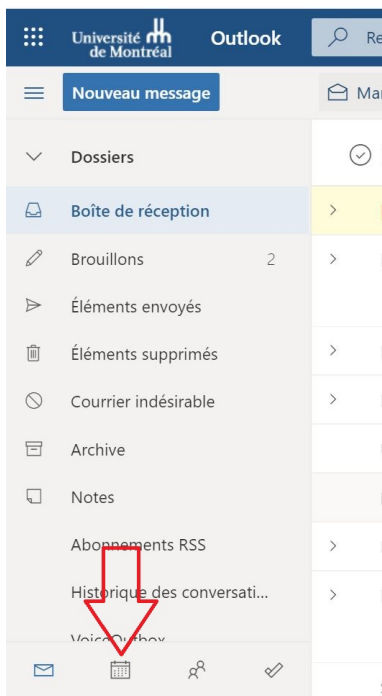 Université
de Montréal
Outlook
Nouveau message
Dossiers
Boîte de réception
Brouillons 2
Éléments envoyés
Éléments supprimés
Courrier indésirable
Archive
Notes
Abonnements RSS
Historique des conversati...
VoiceOutbox